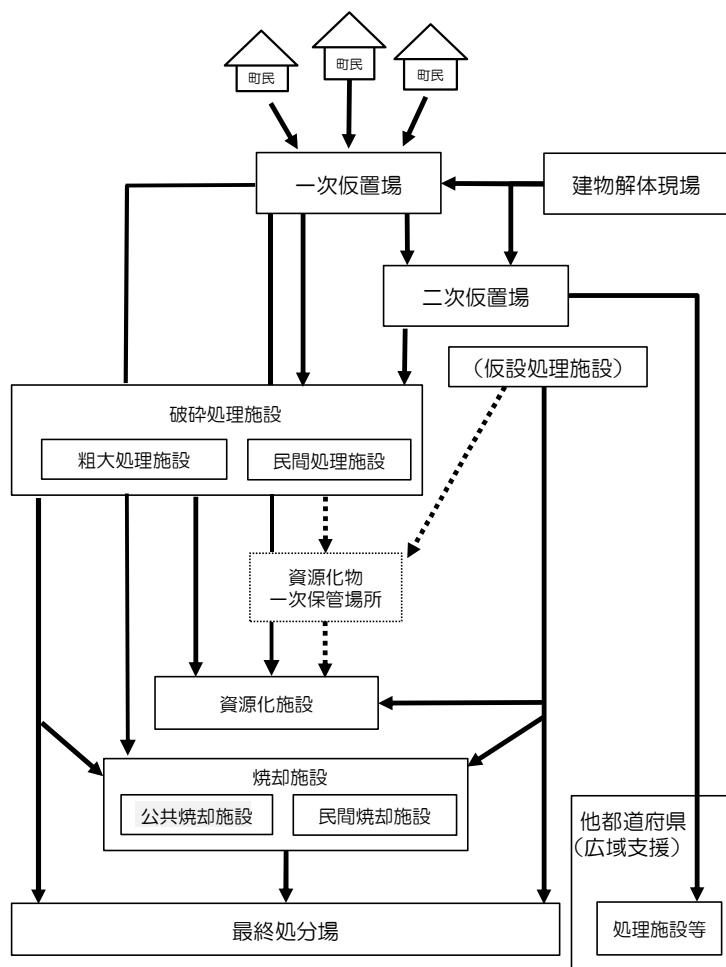 町民
町民
町民
一次仮置場
建物解体現場
二次仮置場
（仮設処理施設）
破砕処理施設
粗大処理施設
民間処理施設
資源化物
一次保管場所
資源化施設
焼却施設
公共焼却施設
民間焼却施設
他都道府県
（広域支援）
最終処分場
処理施設等